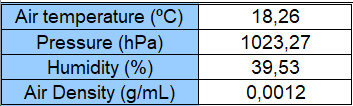 Air temperature (ºC) 18,26
Pressure (hPa) 1023,27
Humidity (%) 39,53
Air Density (g/mL) 0,0012